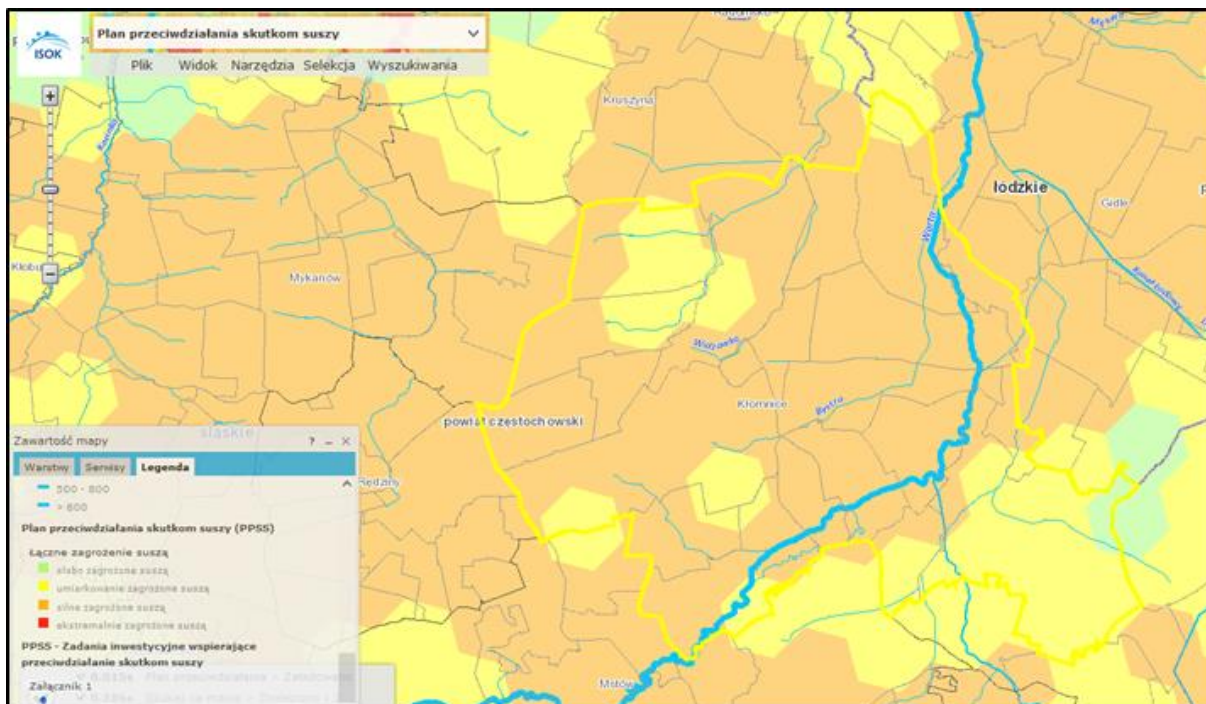 ISOK
Plan przeciwdziałania skutkom suszy
Plik Widok Narzędzia Selekcja Wyszukiwania
Kruszyna
łódzkie
Gidle
Warta
Kłobu
Mykanów
Widzówka
Kłomnice
Bystra
powiat częstochowski
śląskie
Rędziny
Mstów
Zawartość mapy ? – ×
Warstwy Serwisy Legenda
500 - 800
> 800
Plan przeciwdziałania skutkom suszy (PPSS)
Łączne zagrożenie suszą
słabo zagrożone suszą
umiarkowanie zagrożone suszą
silnie zagrożone suszą
ekstremalnie zagrożone suszą
PPSS - Zadania inwestycyjne wspierające
przeciwdziałanie skutkom suszy
Załącznik 1